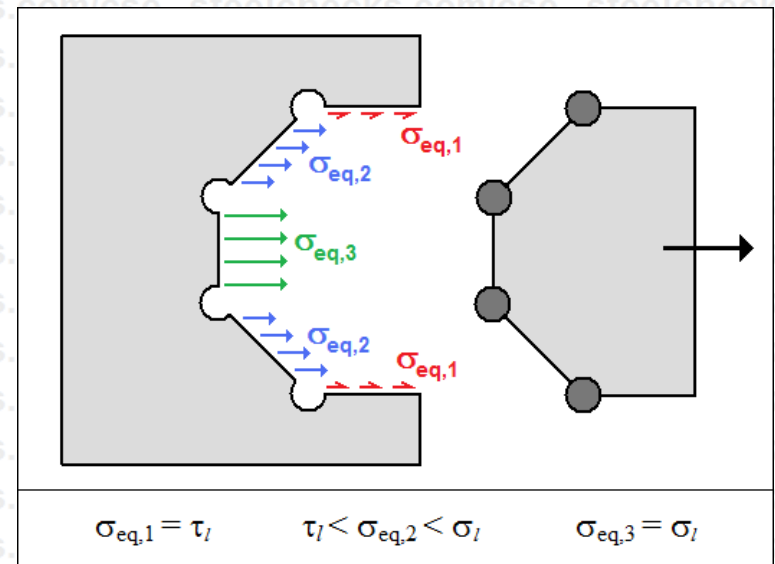 σeq,1
σeq,2
σeq,3
σeq,2
σeq,1
σeq,1 = τl τl < σeq,2 < σl σeq,3 = σl